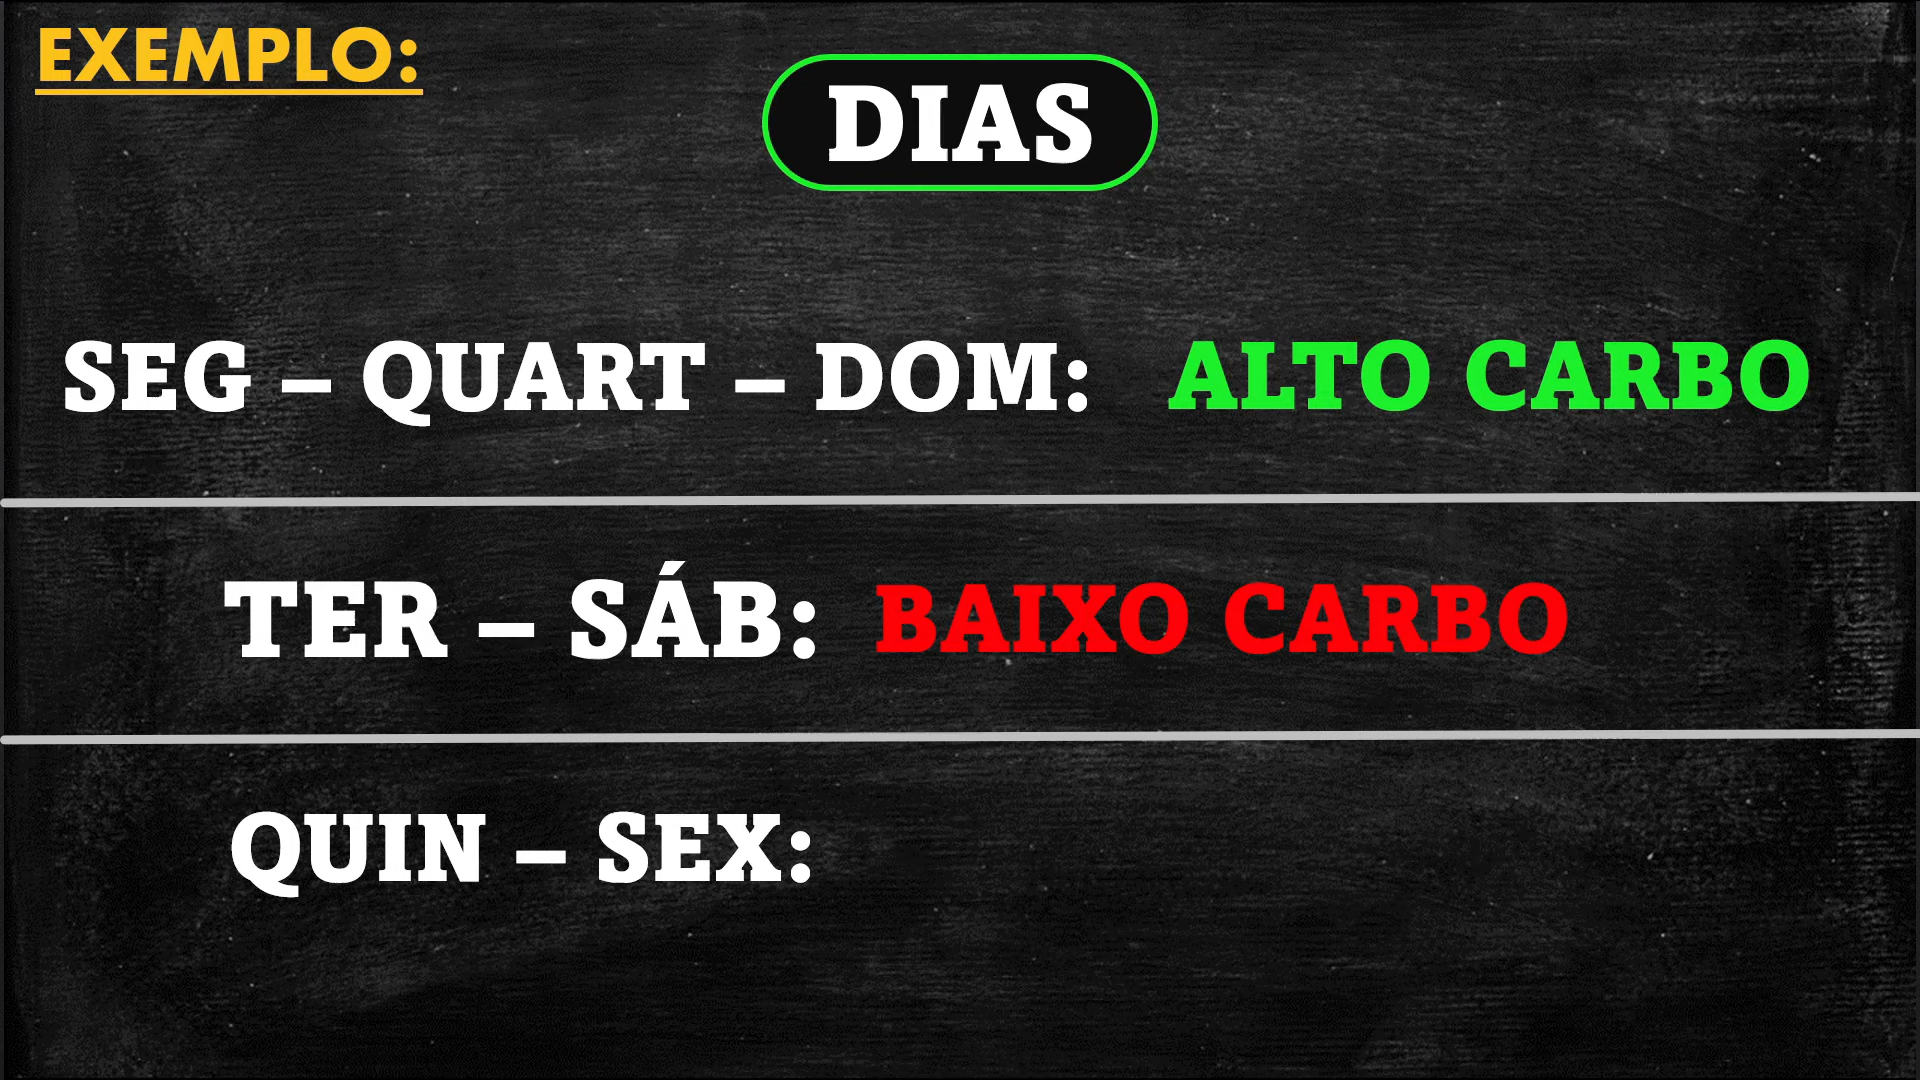 EXEMPLO:
DIAS
SEG – QUART – DOM: ALTO CARBO
TER – SÁB: BAIXO CARBO
QUIN – SEX: